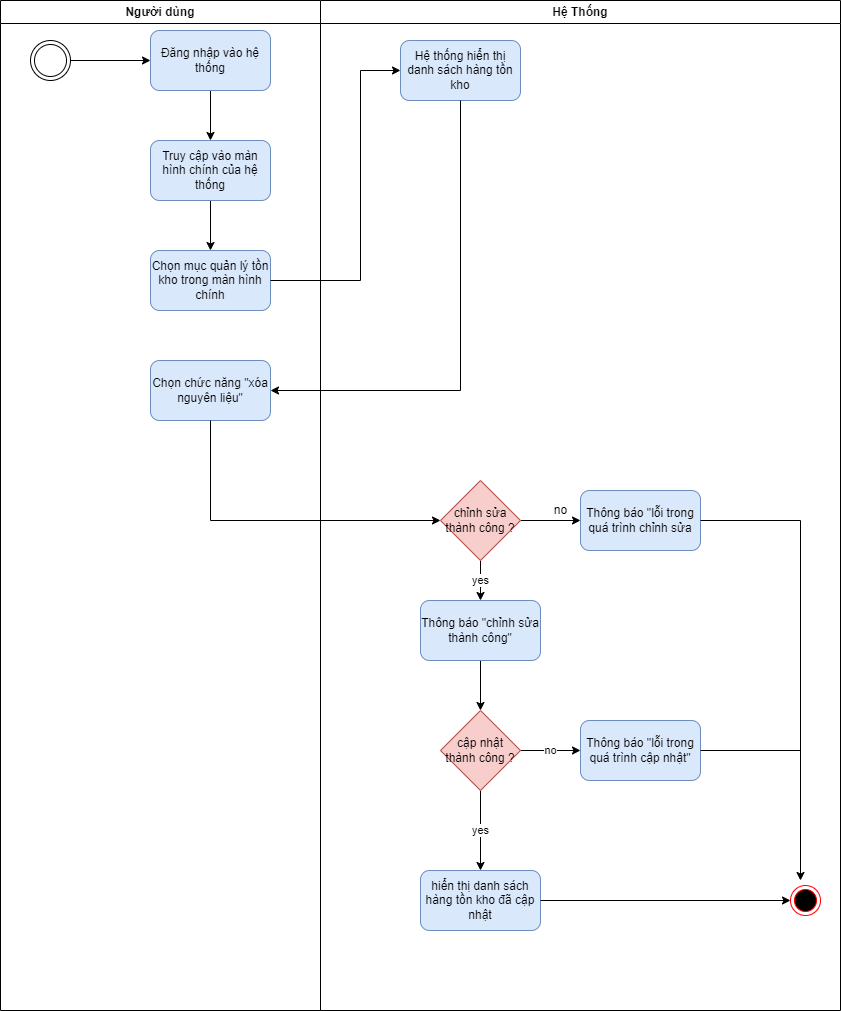 Người dùng
Hệ Thống
Đăng nhập vào hệ
thống
Hệ thống hiển thị
danh sách hàng tồn
kho
Truy cập vào màn
hình chính của hệ
thống
Chọn mục quản lý tồn
kho trong màn hình
chính
Chọn chức năng "xóa
nguyên liệu"
chỉnh sửa
thành công ?
no
Thông báo "lỗi trong
quá trình chỉnh sửa
yes
Thông báo "chỉnh sửa
thành công"
cập nhật
thành công ?
no
Thông báo "lỗi trong
quá trình cập nhật"
yes
hiển thị danh sách
hàng tồn kho đã cập
nhật